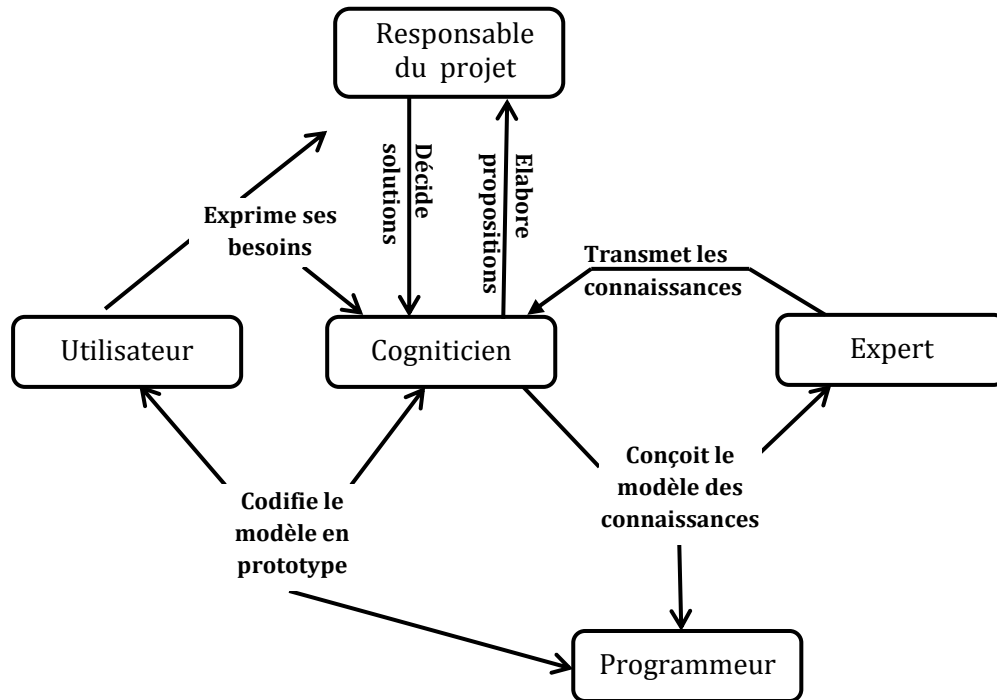 Responsable
du projet
Décide
solutions
Elabore
propositions
Exprime ses
besoins
Transmet les
connaissances
Utilisateur
Cogniticien
Expert
Codifie le
modèle en
prototype
Conçoit le
modèle des
connaissances
Programmeur